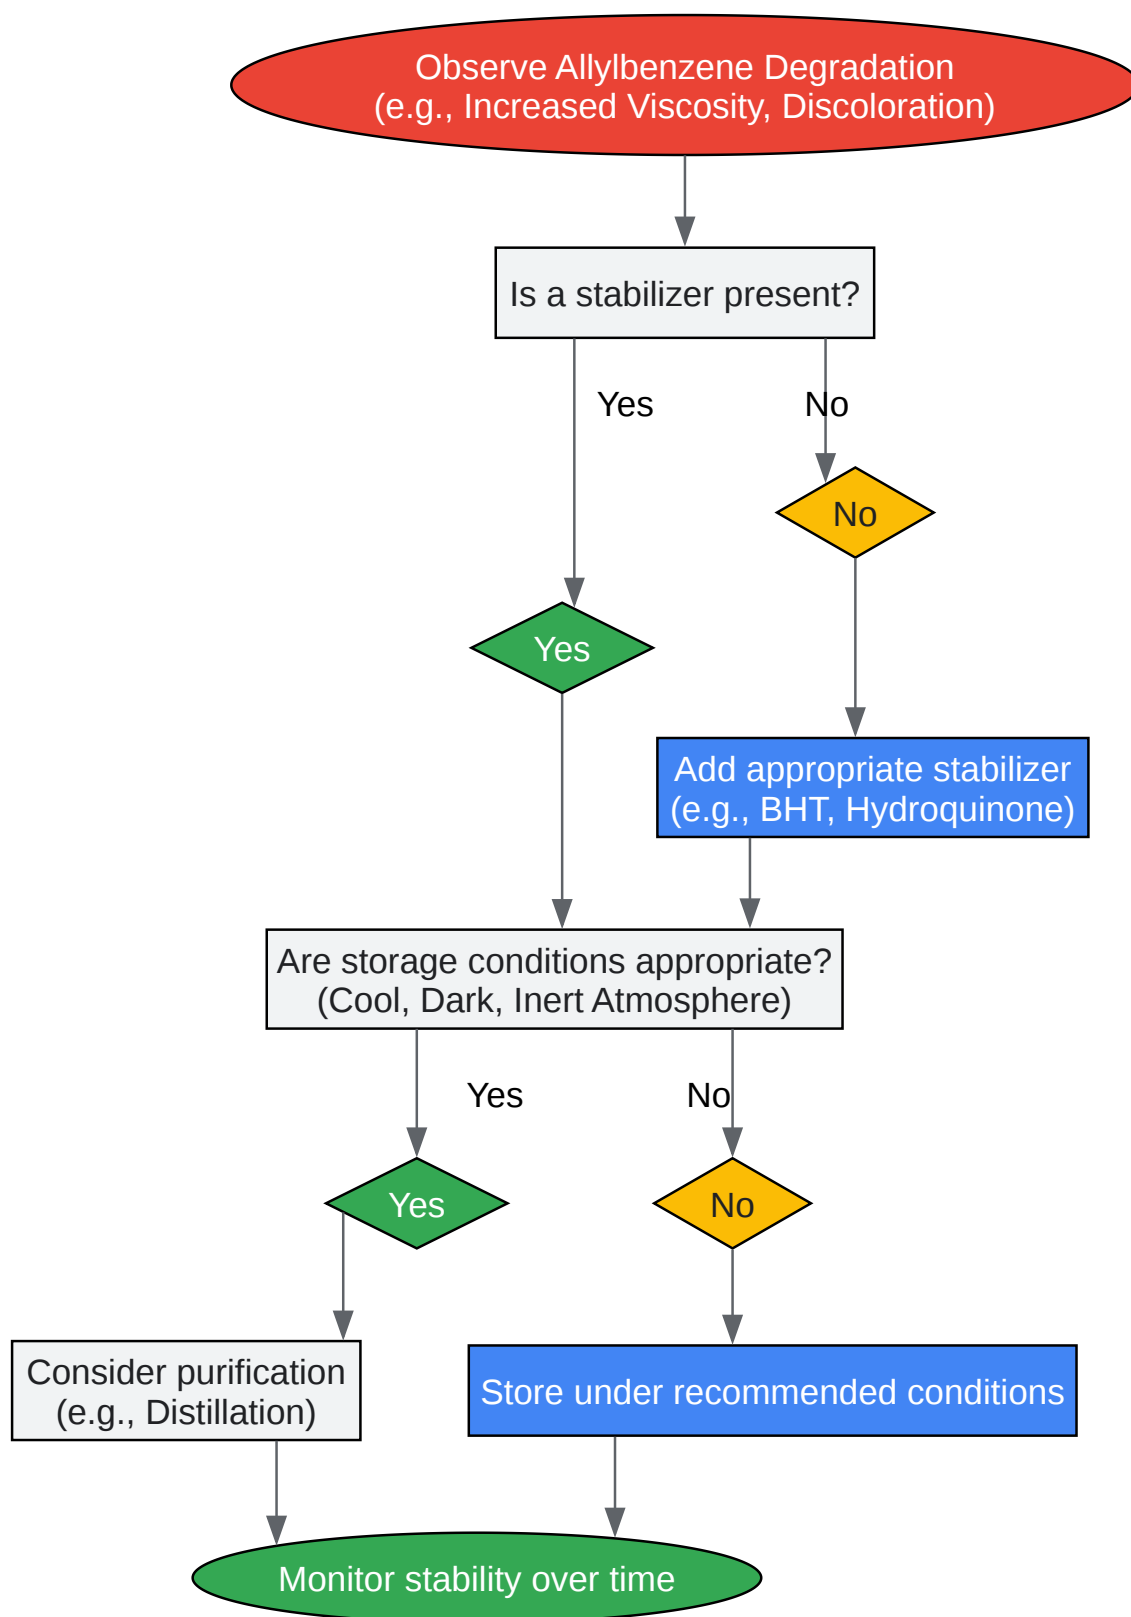 Observe Allylbenzene Degradation
(e.g., Increased Viscosity, Discoloration)
Is a stabilizer present?
Yes
No
No
Yes
Add appropriate stabilizer
(e.g., BHT, Hydroquinone)
Are storage conditions appropriate?
(Cool, Dark, Inert Atmosphere)
Yes
No
Yes
No
Consider purification
(e.g., Distillation)
Store under recommended conditions
Monitor stability over time